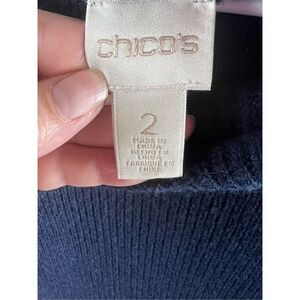 chico's
2
MADE IN
CHINA
HECHO EN
CHINA
FABRIQUÉ EN
CHINE